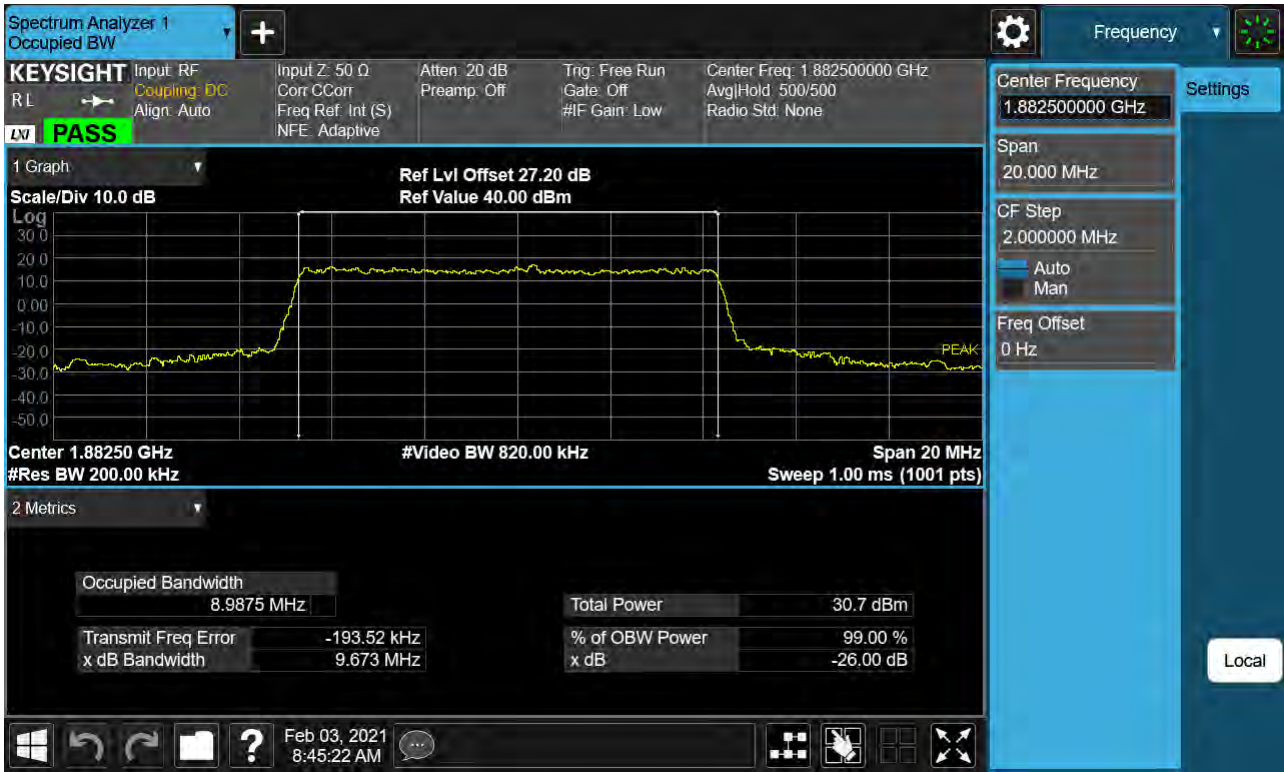 Spectrum Analyzer 1
Occupied BW
+
Frequency
KEYSIGHT
RL
LXI
PASS
Input: RF
Coupling: DC
Align: Auto
Input Z: 50 Ω
Corr CCorr
Freq Ref: Int (S)
NFE: Adaptive
Atten: 20 dB
Preamp: Off
Trig: Free Run
Gate: Off
#IF Gain: Low
Center Freq: 1.882500000 GHz
Avg|Hold: 500/500
Radio Std: None
Center Frequency
1.882500000 GHz
Settings
Span
20.000 MHz
CF Step
2.000000 MHz
Auto
Man
Freq Offset
0 Hz
1 Graph
Scale/Div 10.0 dB
Ref Lvl Offset 27.20 dB
Ref Value 40.00 dBm
Log
30.0
20.0
10.0
0.00
-10.0
-20.0
-30.0
-40.0
-50.0
PEAK
Center 1.88250 GHz
#Res BW 200.00 kHz
#Video BW 820.00 kHz
Span 20 MHz
Sweep 1.00 ms (1001 pts)
2 Metrics
Occupied Bandwidth
8.9875 MHz
Transmit Freq Error -193.52 kHz
x dB Bandwidth 9.673 MHz
Total Power 30.7 dBm
% of OBW Power 99.00 %
x dB -26.00 dB
Local
?
Feb 03, 2021
8:45:22 AM